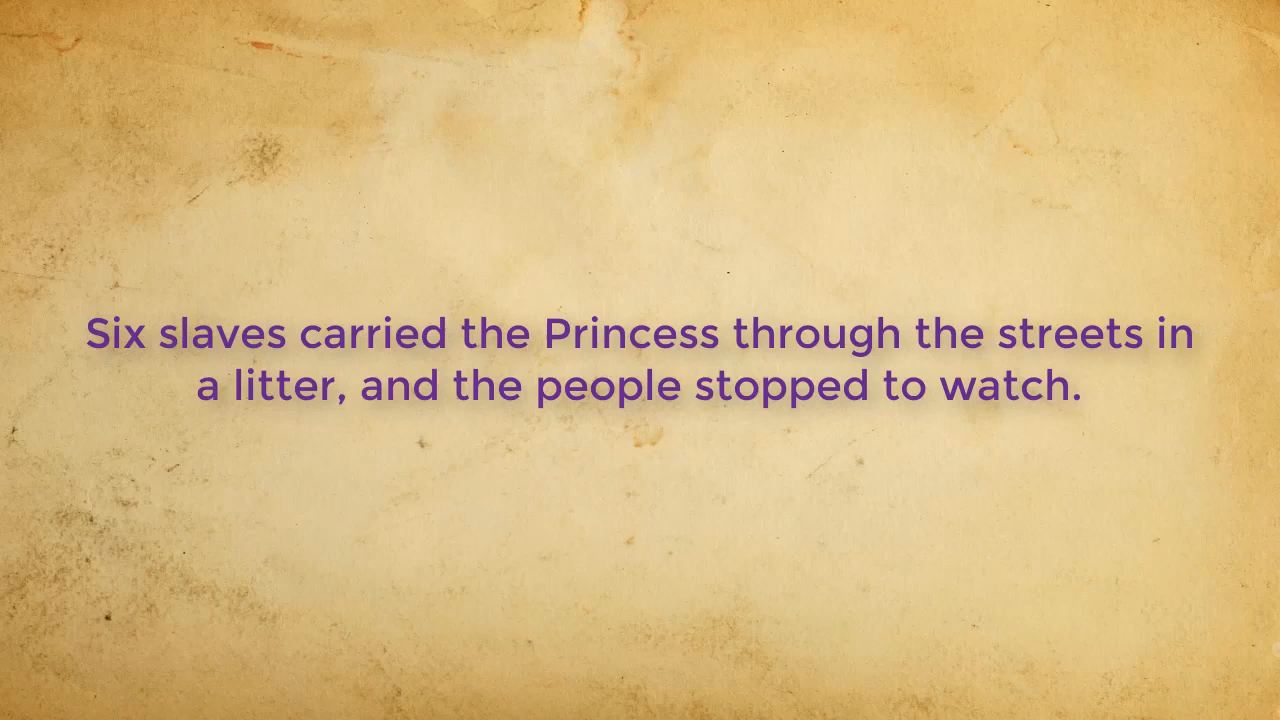 Six slaves carried the Princess through the streets in
a litter, and the people stopped to watch.